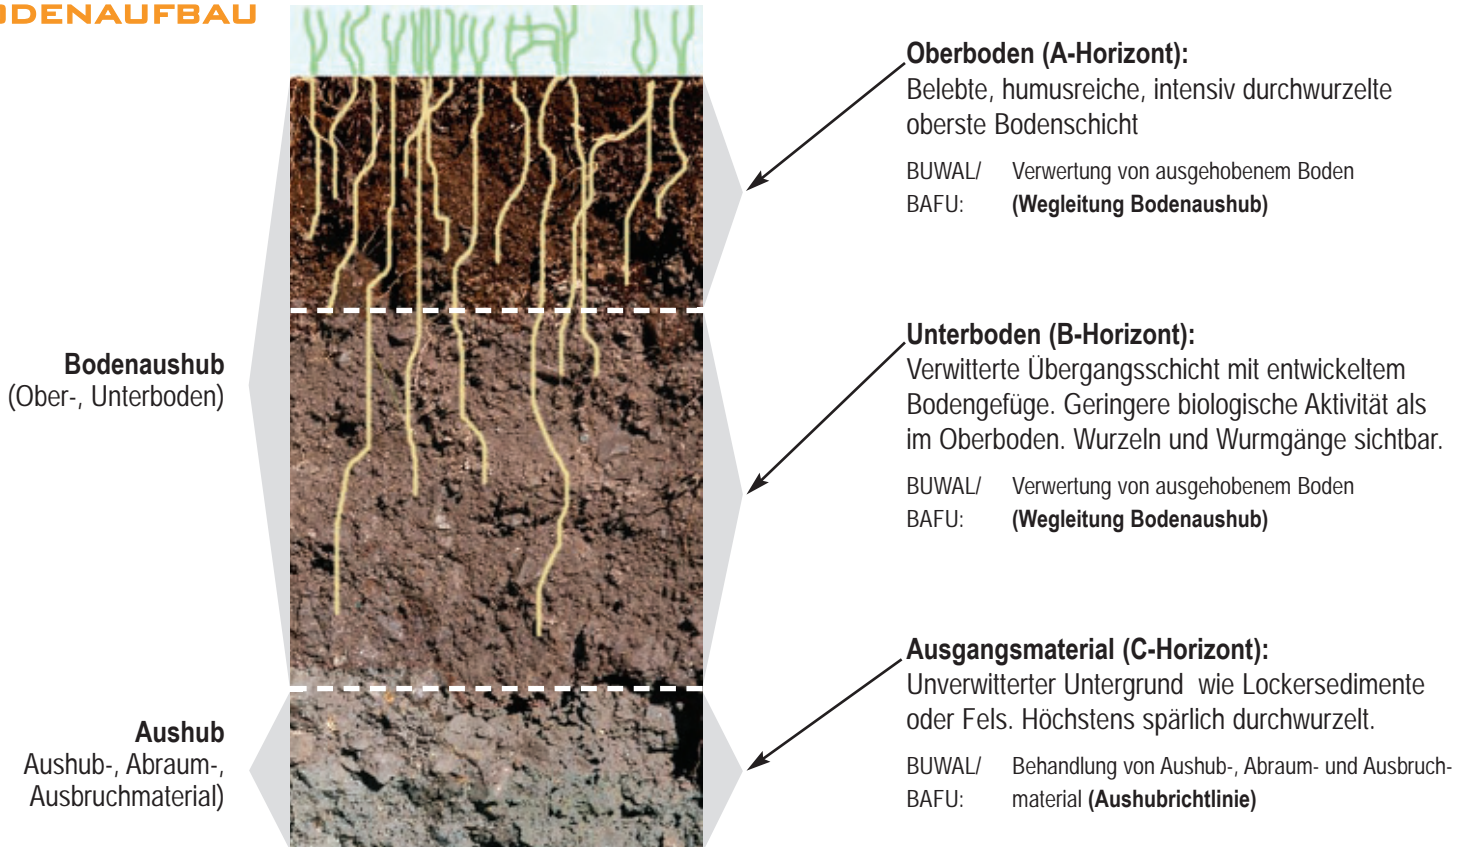 ODENAUFBAU
Bodenaushub
(Ober-, Unterboden)
Aushub
Aushub-, Abraum-,
Ausbruchmaterial)
Oberboden (A-Horizont):
Belebte, humusreiche, intensiv durchwurzelte
oberste Bodenschicht
BUWAL/ Verwertung von ausgehobenem Boden
BAFU: (Wegleitung Bodenaushub)
Unterboden (B-Horizont):
Verwitterte Übergangsschicht mit entwickeltem
Bodengefüge. Geringere biologische Aktivität als
im Oberboden. Wurzeln und Wurmgänge sichtbar.
BUWAL/ Verwertung von ausgehobenem Boden
BAFU: (Wegleitung Bodenaushub)
Ausgangsmaterial (C-Horizont):
Unverwitterter Untergrund wie Lockersedimente
oder Fels. Höchstens spärlich durchwurzelt.
BUWAL/ Behandlung von Aushub-, Abraum- und Ausbruch-
BAFU: material (Aushubrichtlinie)